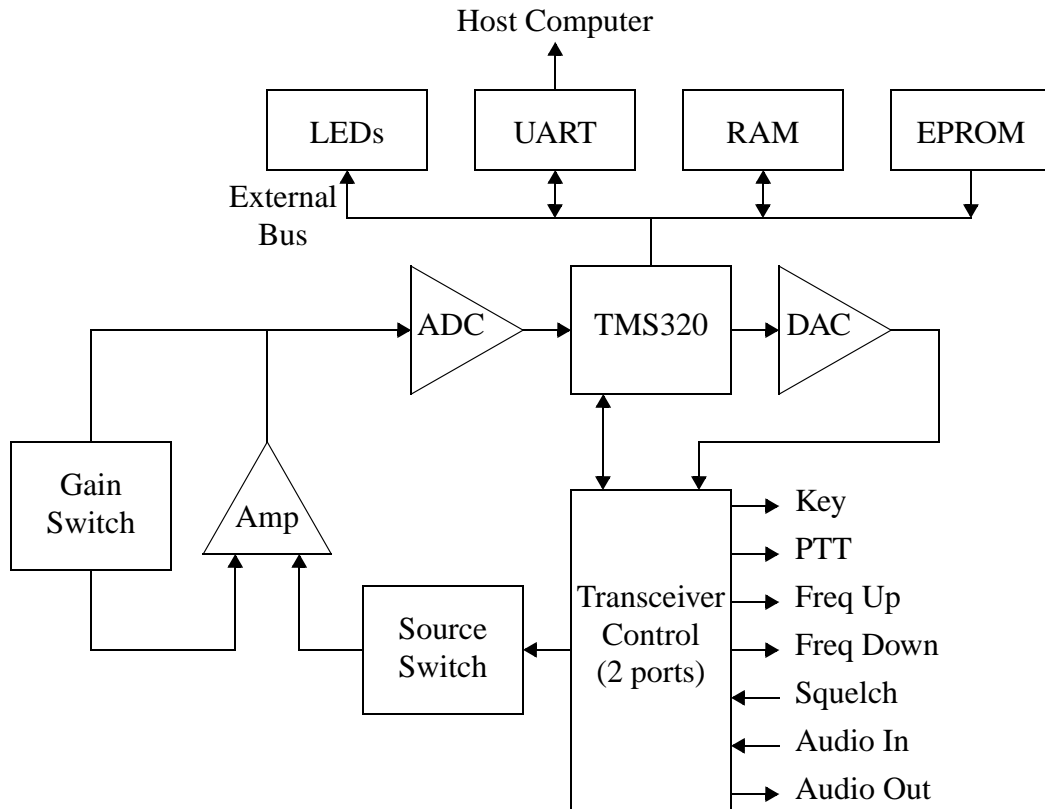 Host Computer
LEDs
UART
RAM
EPROM
External
Bus
ADC
TMS320
DAC
Gain
Switch
Amp
Source
Switch
Transceiver
Control
(2 ports)
Key
PTT
Freq Up
Freq Down
Squelch
Audio In
Audio Out